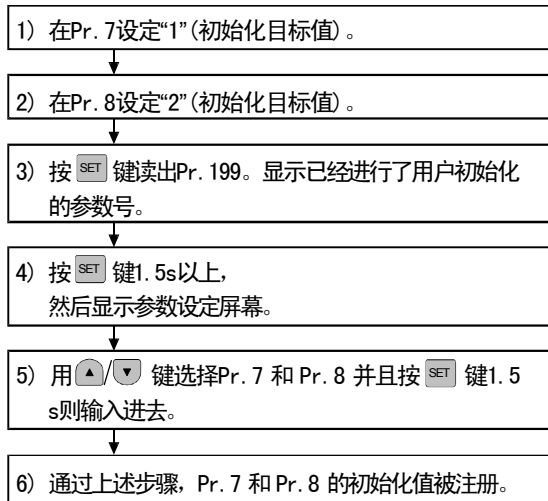 1) 在Pr.7设定“1”(初始化目标值)。
2) 在Pr.8设定“2”(初始化目标值)。
3) 按 SET 键读出Pr.199。显示已经进行了用户初始化
的参数号。
4) 按 SET 键1.5s以上，
然后显示参数设定屏幕。
5) 用▲/▼ 键选择Pr.7 和 Pr.8 并且按 SET 键1.5
s则输入进去。
6) 通过上述步骤, Pr.7 和 Pr.8 的初始化值被注册。